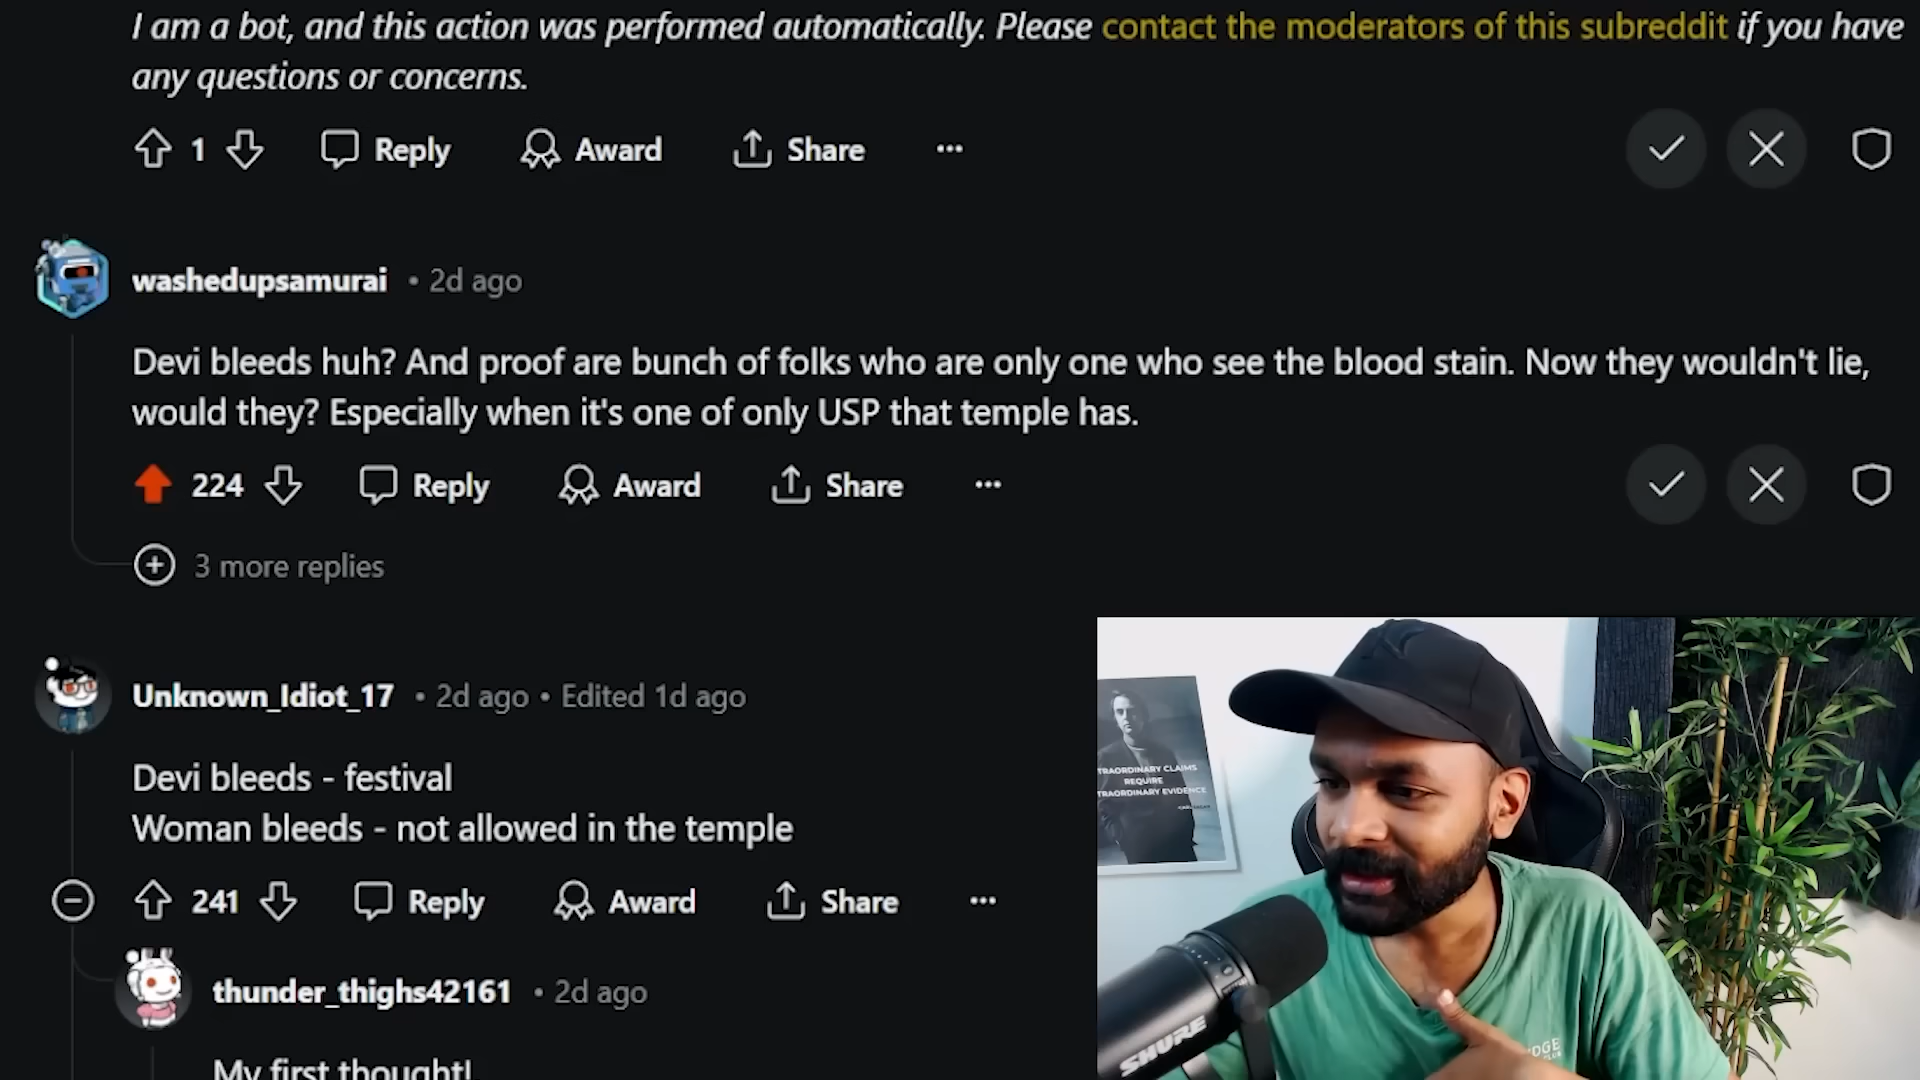 I am a bot, and this action was performed automatically. Please contact the moderators of this subreddit if you have
any questions or concerns.
1 Reply Award Share
washedupsamurai • 2d ago
Devi bleeds huh? And proof are bunch of folks who are only one who see the blood stain. Now they wouldn't lie,
would they? Especially when it's one of only USP that temple has.
224 Reply Award Share
3 more replies
Unknown_Idiot_17 • 2d ago • Edited 1d ago
Devi bleeds - festival
Woman bleeds - not allowed in the temple
241 Reply Award Share
thunder_thighs42161 • 2d ago
My first thought!
TRAORDINARY CLAIMS
REQUIRE
TRAORDINARY EVIDENCE
SHURE